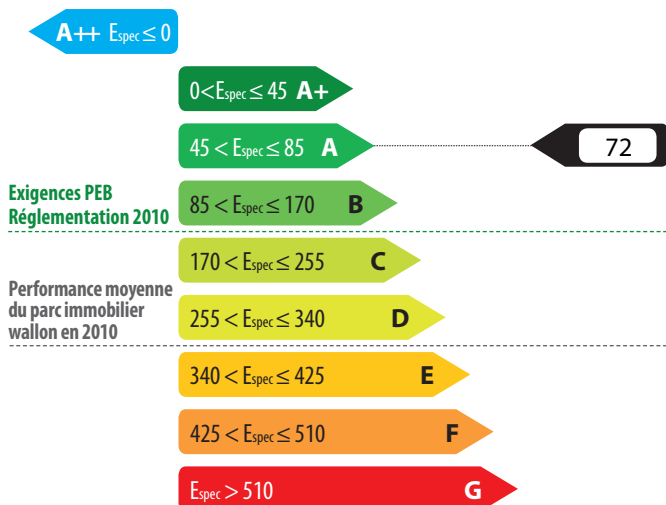 A++ Espec ≤ 0
0<Espec ≤ 45 A+
45 < Espec ≤ 85 A
72
Exigences PEB
Réglementation 2010
85 < Espec ≤ 170 B
170 < Espec ≤ 255 C
Performance moyenne
du parc immobilier
wallon en 2010
255 < Espec ≤ 340 D
340 < Espec ≤ 425 E
425 < Espec ≤ 510 F
Espec > 510 G